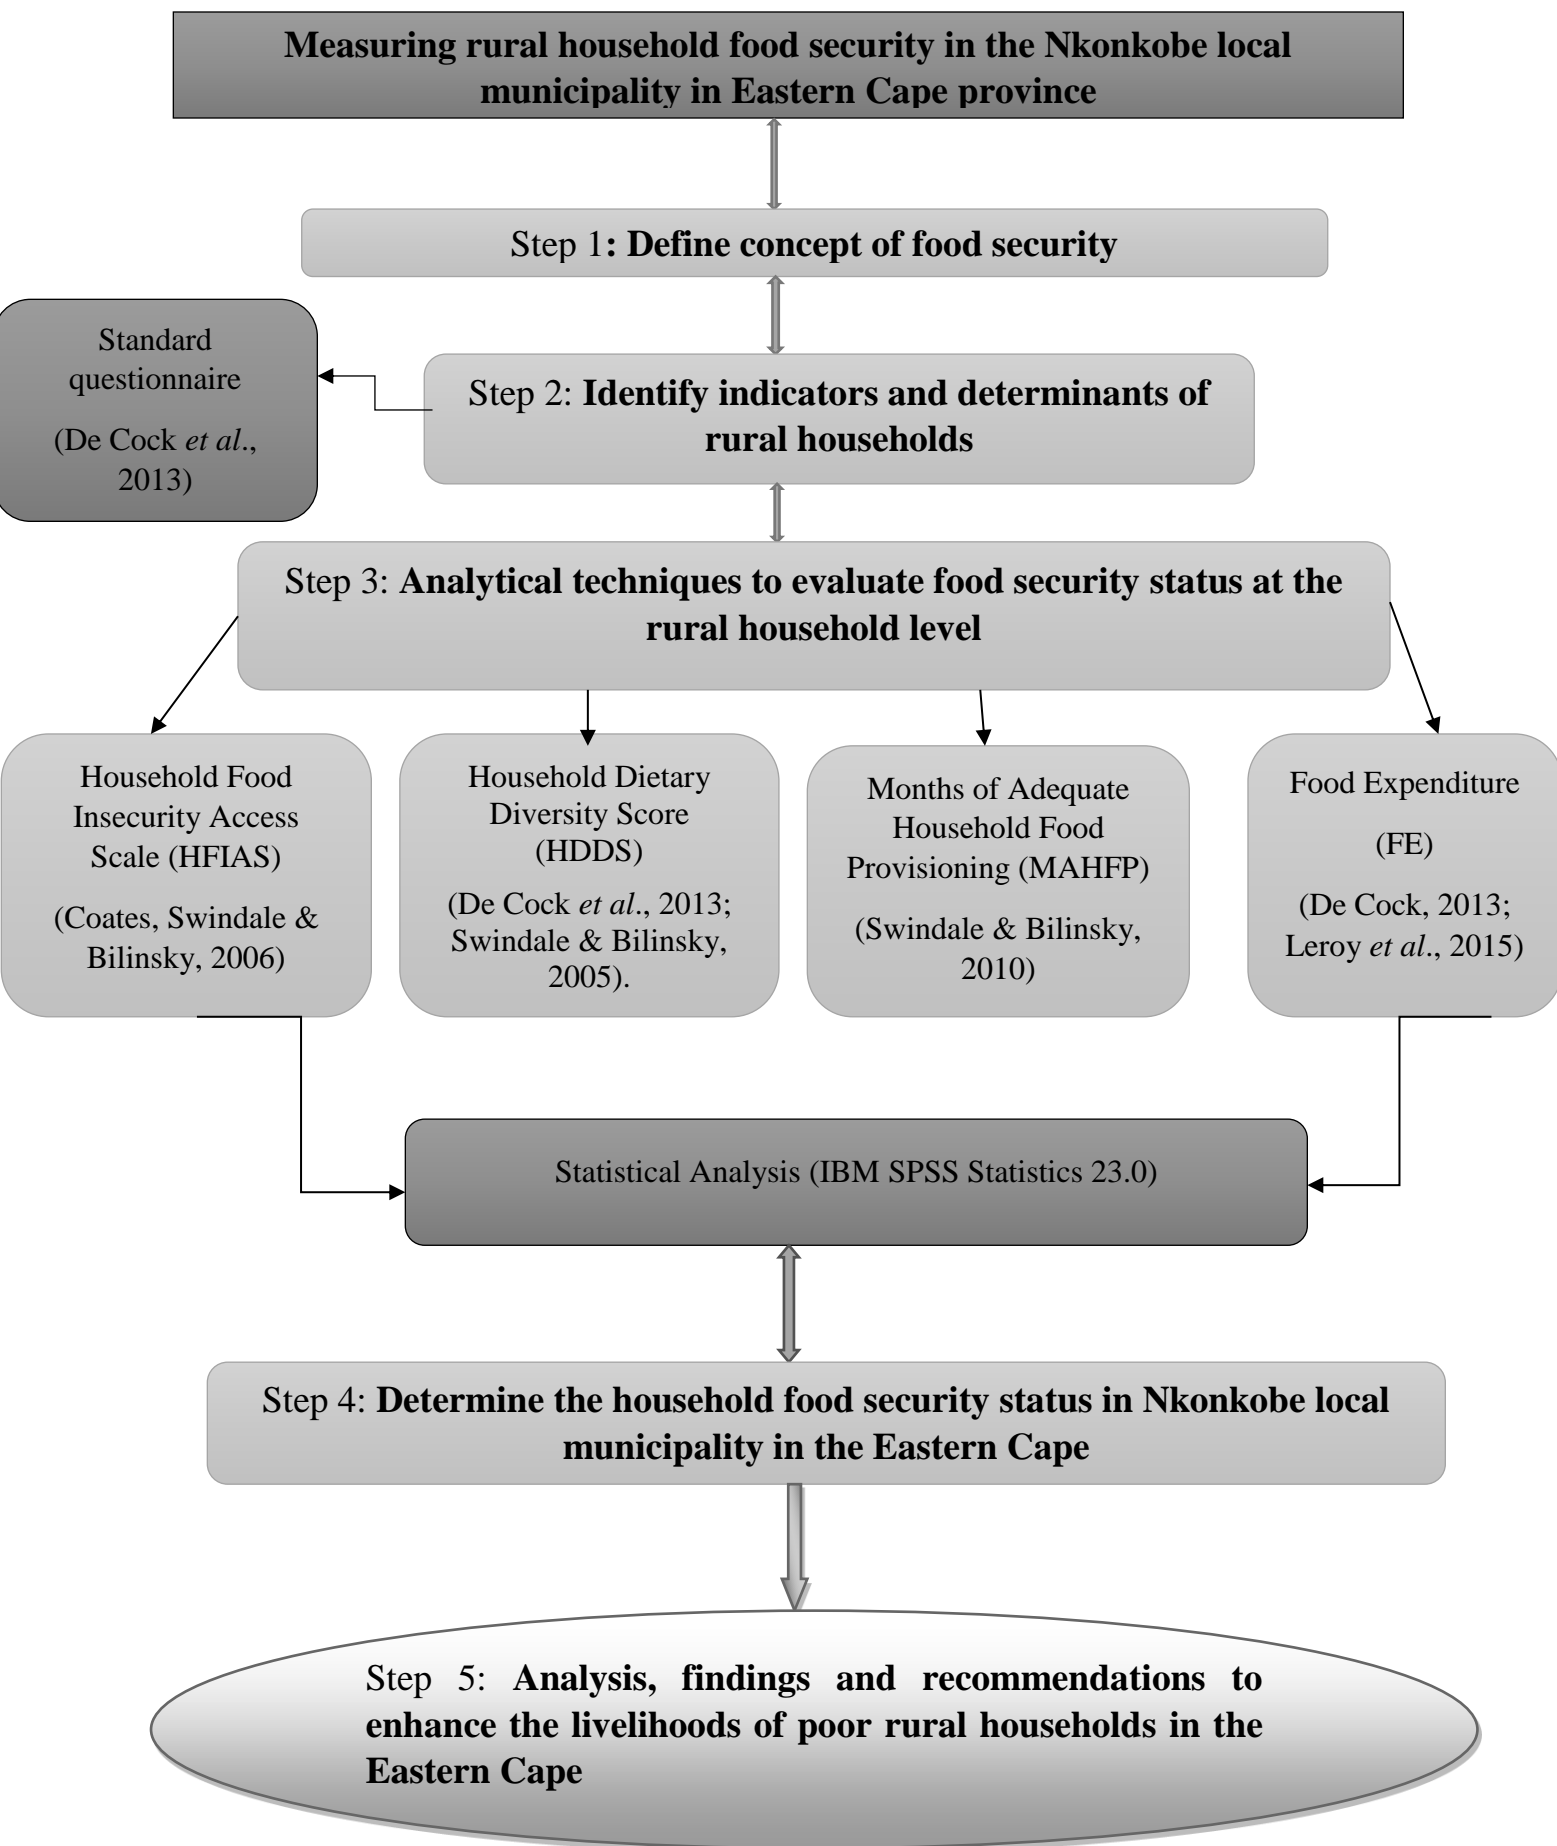 Measuring rural household food security in the Nkonkobe local
municipality in Eastern Cape province
Step 1: Define concept of food security
Standard
questionnaire
(De Cock et al.,
2013)
Step 2: Identify indicators and determinants of
rural households
Step 3: Analytical techniques to evaluate food security status at the
rural household level
Household Food
Insecurity Access
Scale (HFIAS)
(Coates, Swindale &
Bilinsky, 2006)
Household Dietary
Diversity Score
(HDDS)
(De Cock et al., 2013;
Swindale & Bilinsky,
2005).
Months of Adequate
Household Food
Provisioning (MAHFP)
(Swindale & Bilinsky,
2010)
Food Expenditure
(FE)
(De Cock, 2013;
Leroy et al., 2015)
Statistical Analysis (IBM SPSS Statistics 23.0)
Step 4: Determine the household food security status in Nkonkobe local
municipality in the Eastern Cape
Step 5: Analysis, findings and recommendations to
enhance the livelihoods of poor rural households in the
Eastern Cape